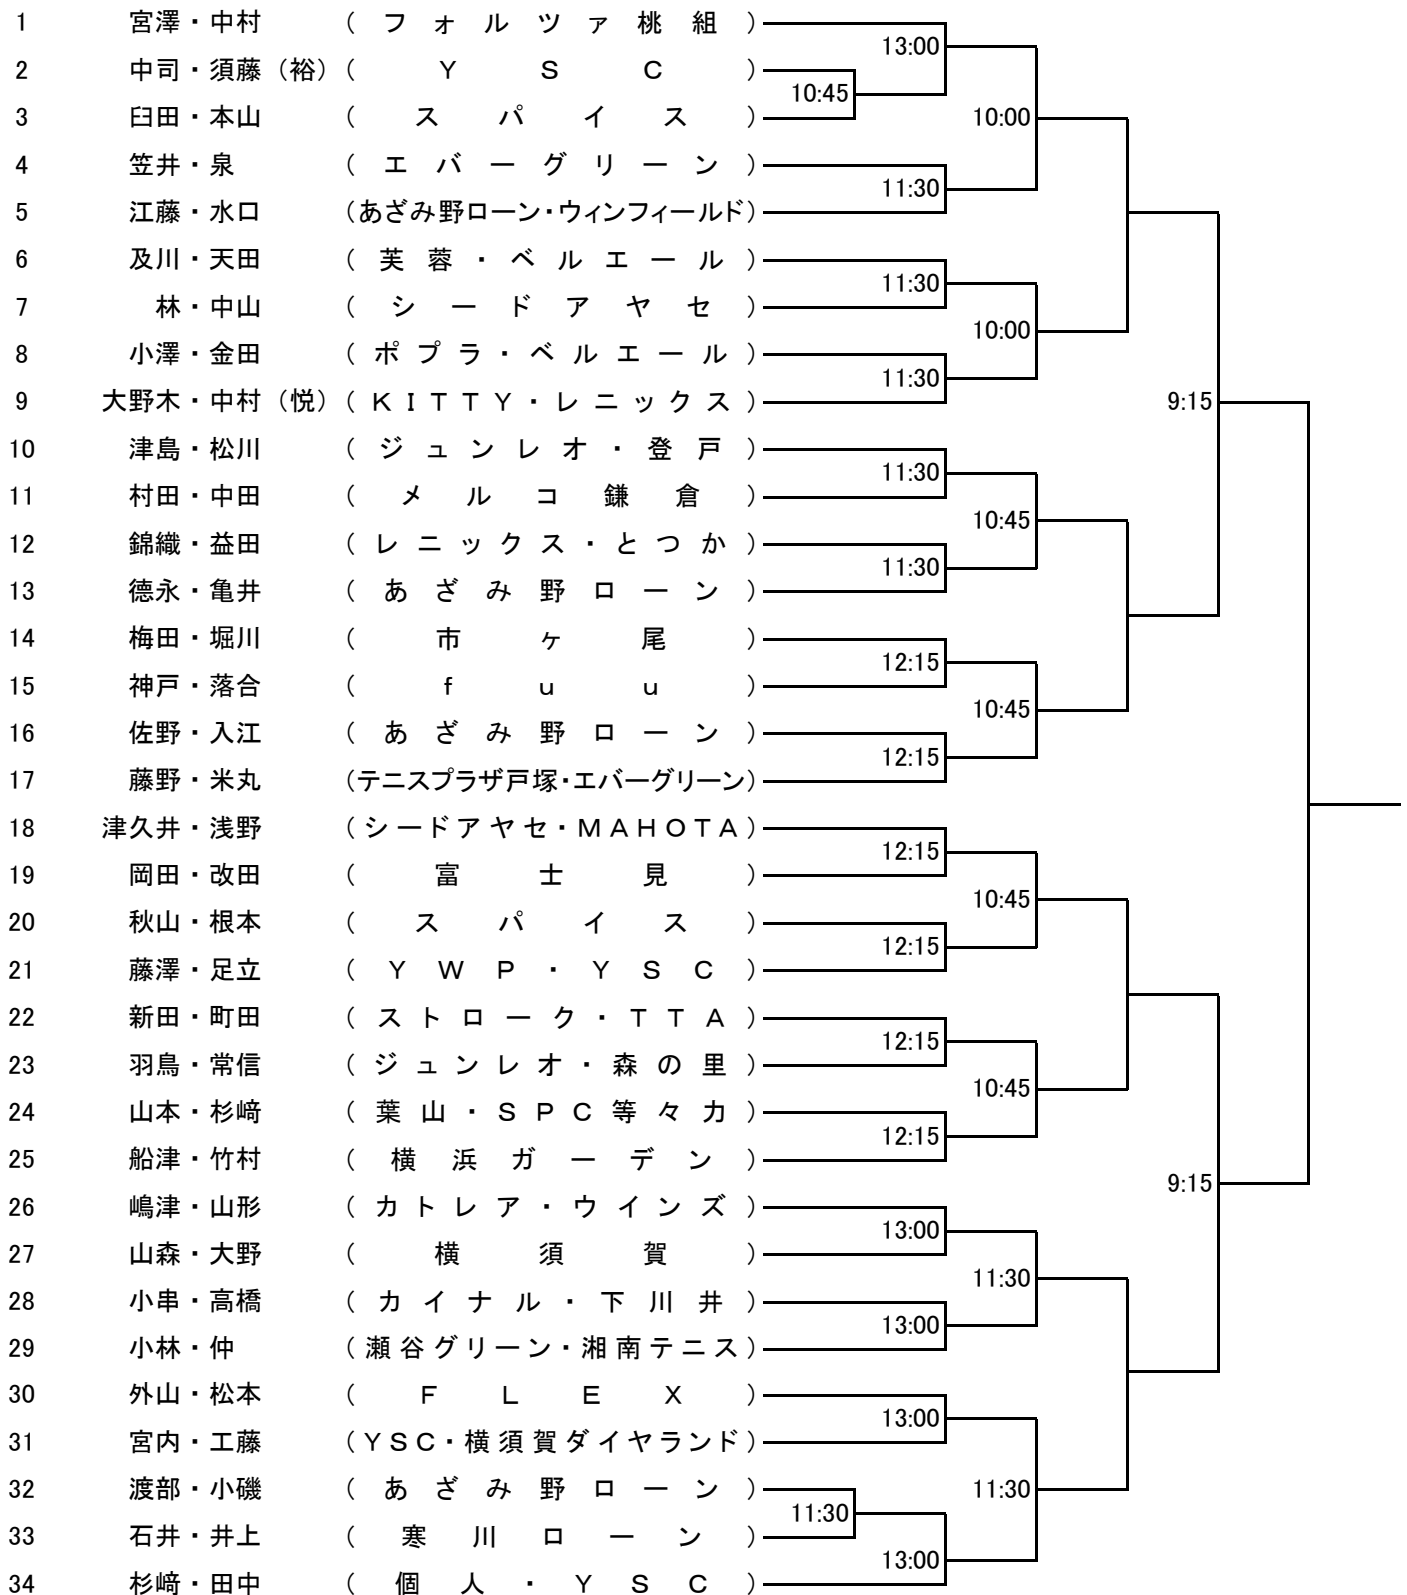 1 宮澤・中村 (フォルツァ桃組)
13:00
2 中司・須藤（裕） (ＹＳＣ)
10:45
3 臼田・本山 (スパイス)
10:00
4 笠井・泉 (エバーグリーン)
11:30
5 江藤・水口 (あざみ野ローン・ウィンフィールド)
6 及川・天田 (芙蓉・ベルエール)
11:30
7 林・中山 (シードアヤセ)
10:00
8 小澤・金田 (ポプラ・ベルエール)
11:30
9 大野木・中村（悦） (ＫＩＴＴＹ・レニックス)
9:15
10 津島・松川 (ジュンレオ・登戸)
11:30
11 村田・中田 (メルコ鎌倉)
10:45
12 錦織・益田 (レニックス・とつか)
11:30
13 德永・亀井 (あざみ野ローン)
14 梅田・堀川 (市ヶ尾)
12:15
15 神戸・落合 (ｆｕｕ)
10:45
16 佐野・入江 (あざみ野ローン)
12:15
17 藤野・米丸 (テニスプラザ戸塚・エバーグリーン)
18 津久井・浅野 (シードアヤセ・ＭＡＨＯＴＡ)
12:15
19 岡田・改田 (富士見)
10:45
20 秋山・根本 (スパイス)
12:15
21 藤澤・足立 (ＹＷＰ・ＹＳＣ)
22 新田・町田 (ストローク・ＴＴＡ)
12:15
23 羽鳥・常信 (ジュンレオ・森の里)
10:45
24 山本・杉﨑 (葉山・ＳＰＣ等々力)
12:15
25 船津・竹村 (横浜ガーデン)
9:15
26 嶋津・山形 (カトレア・ウインズ)
13:00
27 山森・大野 (横須賀)
11:30
28 小串・高橋 (カイナル・下川井)
13:00
29 小林・仲 (瀬谷グリーン・湘南テニス)
30 外山・松本 (ＦＬＥＸ)
13:00
31 宮内・工藤 (ＹＳＣ・横須賀ダイヤランド)
32 渡部・小磯 (あざみ野ローン)
11:30
11:30
33 石井・井上 (寒川ローン)
13:00
34 杉﨑・田中 (個人・ＹＳＣ)